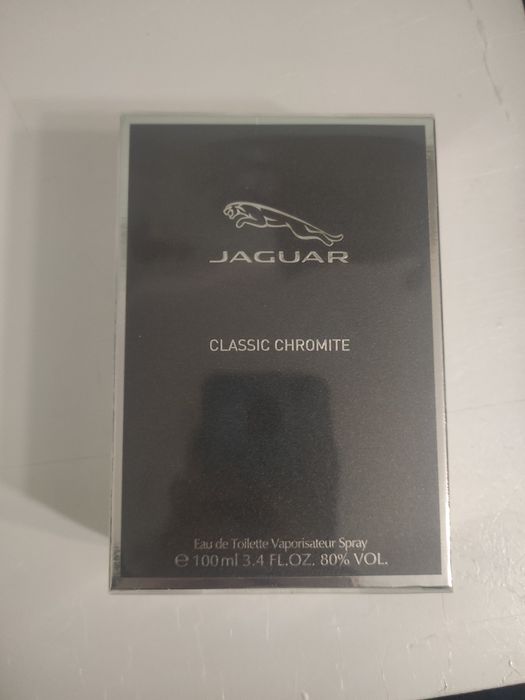 JAGUAR
CLASSIC CHROMITE
Eau de Toilette Vaporisateur Spray
℮ 100 ml 3.4 FL.OZ. 80% VOL.